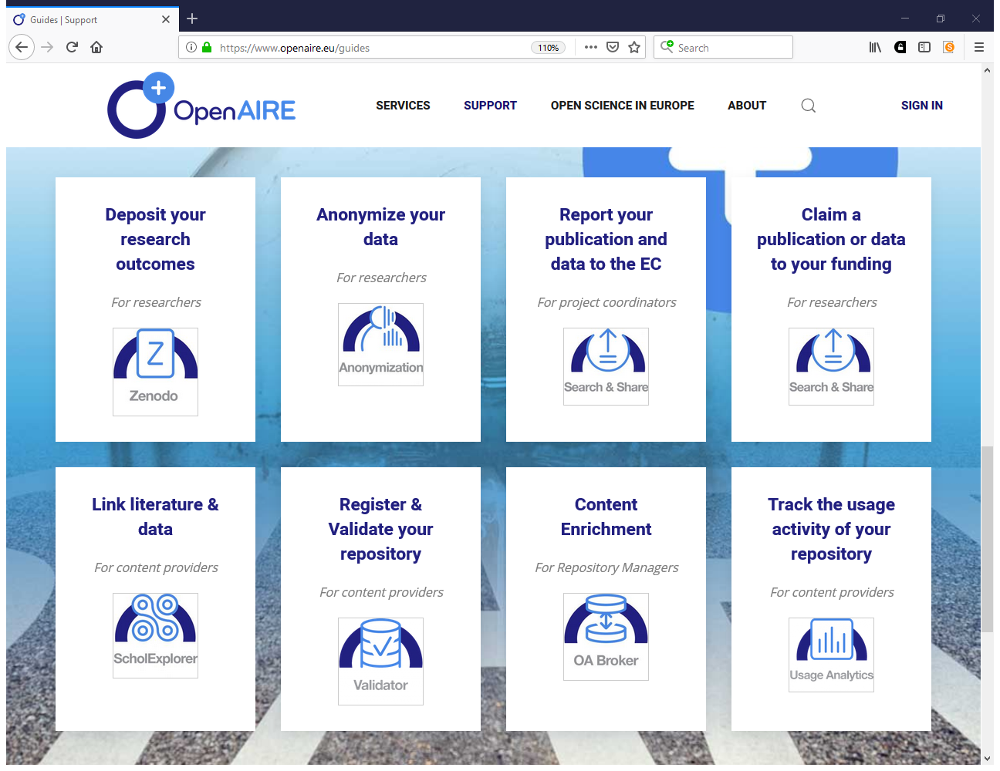 Guides | Support
https://www.openaire.eu/guides
110%
Search
OpenAIRE
SERVICES
SUPPORT
OPEN SCIENCE IN EUROPE
ABOUT
SIGN IN
Deposit your
research
outcomes
For researchers
Z
Zenodo
Anonymize your
data
For researchers
Anonymization
Report your
publication and
data to the EC
For project coordinators
Search & Share
Claim a
publication or data
to your funding
For researchers
Search & Share
Link literature &
data
For content providers
ScholExplorer
Register &
Validate your
repository
For content providers
Validator
Content
Enrichment
For Repository Managers
OA Broker
Track the usage
activity of your
repository
For content providers
Usage Analytics